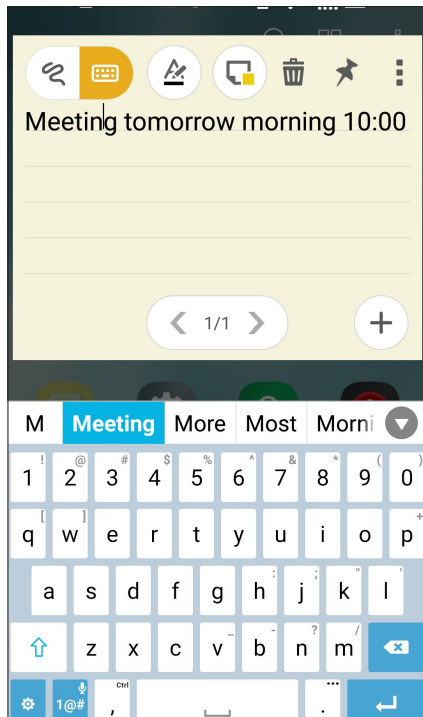 Meeting tomorrow morning 10:00
1/1
M Meeting More Most Morni
! @ # $ % ^ & * ( )
1 2 3 4 5 6 7 8 9 0
[ ] +
q w e r t y u i o p
: ; " '
a s d f g h j k l
_ - ? /
z x c v b n m
Ctrl ...
1@# , .